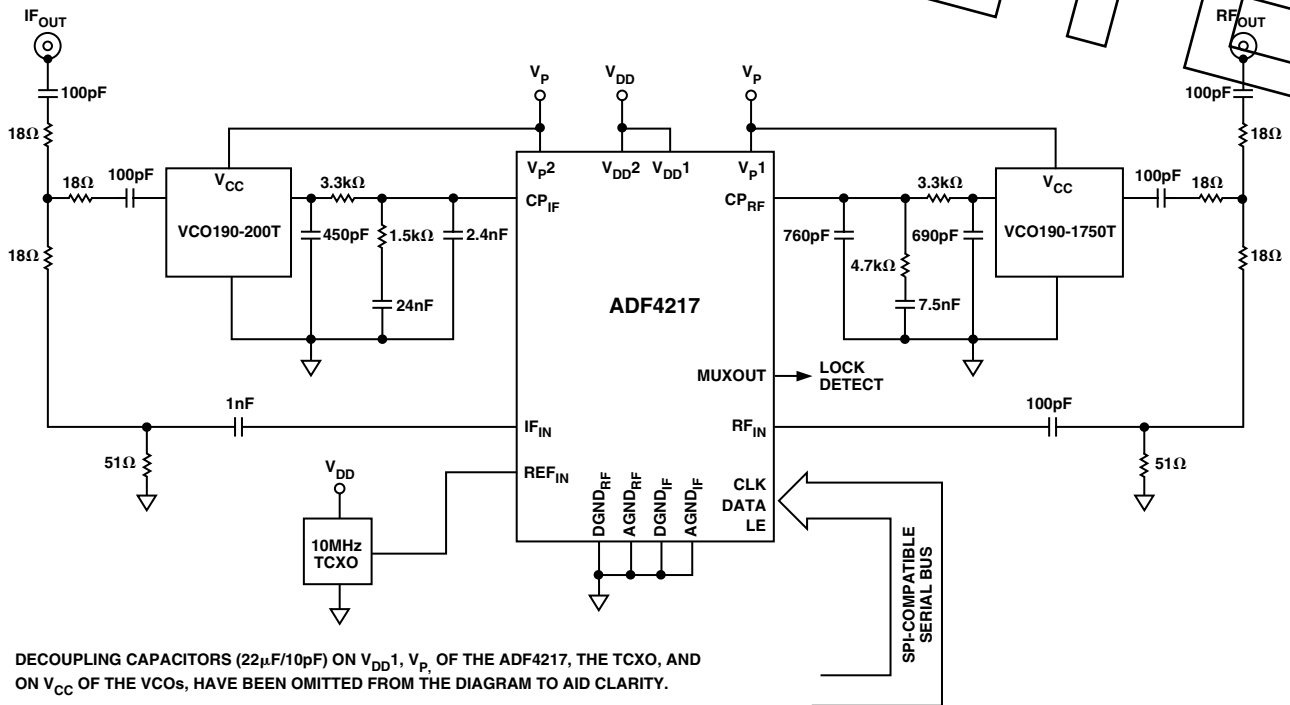 IFOUT
RFOUT
100pF
100pF
VP
VDD
VP
18Ω
18Ω
VP2
VDD2
VDD1
VP1
18Ω
100pF
VCC
3.3kΩ
CPIF
CPRF
3.3kΩ
VCC
100pF
18Ω
VCO190-200T
450pF
1.5kΩ
2.4nF
760pF
690pF
VCO190-1750T
18Ω
18Ω
4.7kΩ
24nF
ADF4217
7.5nF
MUXOUT
LOCK
DETECT
1nF
100pF
IFIN
RFIN
51Ω
51Ω
VDD
REFIN
DGNDRF
AGNDRF
DGNDIF
AGNDIF
CLK
DATA
LE
10MHz
TCXO
SPI-COMPATIBLE
SERIAL BUS
DECOUPLING CAPACITORS (22μF/10pF) ON VDD1, VP, OF THE ADF4217, THE TCXO, AND
ON VCC OF THE VCOs, HAVE BEEN OMITTED FROM THE DIAGRAM TO AID CLARITY.